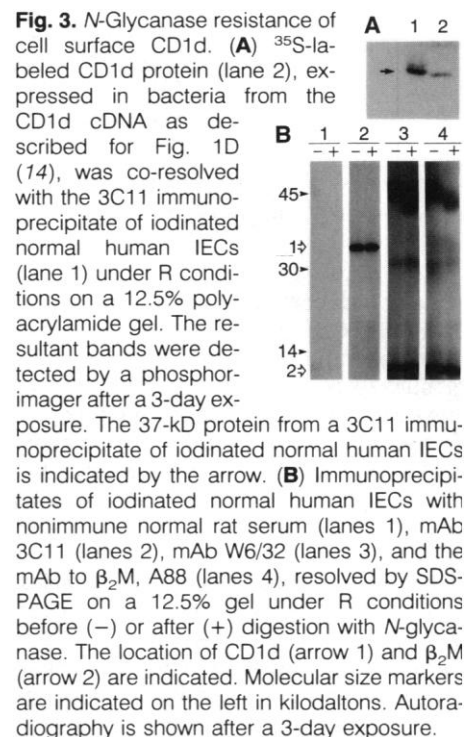 Fig. 3. N-Glycanase resistance of
cell surface CD1d. (A) ³⁵S-la-
beled CD1d protein (lane 2), ex-
pressed in bacteria from the
CD1d cDNA as de-
scribed for Fig. 1D
(14), was co-resolved
with the 3C11 immuno-
precipitate of iodinated
normal human IECs
(lane 1) under R condi-
tions on a 12.5% poly-
acrylamide gel. The re-
sultant bands were de-
tected by a phosphor-
imager after a 3-day ex-
posure. The 37-kD protein from a 3C11 immu-
noprecipitate of iodinated normal human IECs
is indicated by the arrow. (B) Immunoprecipi-
tates of iodinated normal human IECs with
nonimmune normal rat serum (lanes 1), mAb
3C11 (lanes 2), mAb W6/32 (lanes 3), and the
mAb to β₂M, A88 (lanes 4), resolved by SDS-
PAGE on a 12.5% gel under R conditions
before (−) or after (+) digestion with N-glyca-
nase. The location of CD1d (arrow 1) and β₂M
(arrow 2) are indicated. Molecular size markers
are indicated on the left in kilodaltons. Autora-
diography is shown after a 3-day exposure.
A 1 2
B 1 2 3 4
− + − + − + − +
45
1
30
14
2